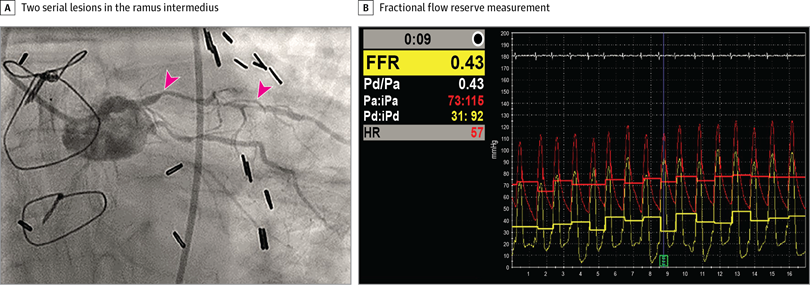 A Two serial lesions in the ramus intermedius
B Fractional flow reserve measurement
0:09
FFR 0.43
Pd/Pa 0.43
Pa:iPa 73:115
Pd:iPd 31: 92
HR 57
mmHg
200
190
180
170
160
150
140
130
120
110
100
90
80
70
60
50
40
30
20
10
0
1 2 3 4 5 6 7 8 9 10 11 12 13 14 15 16